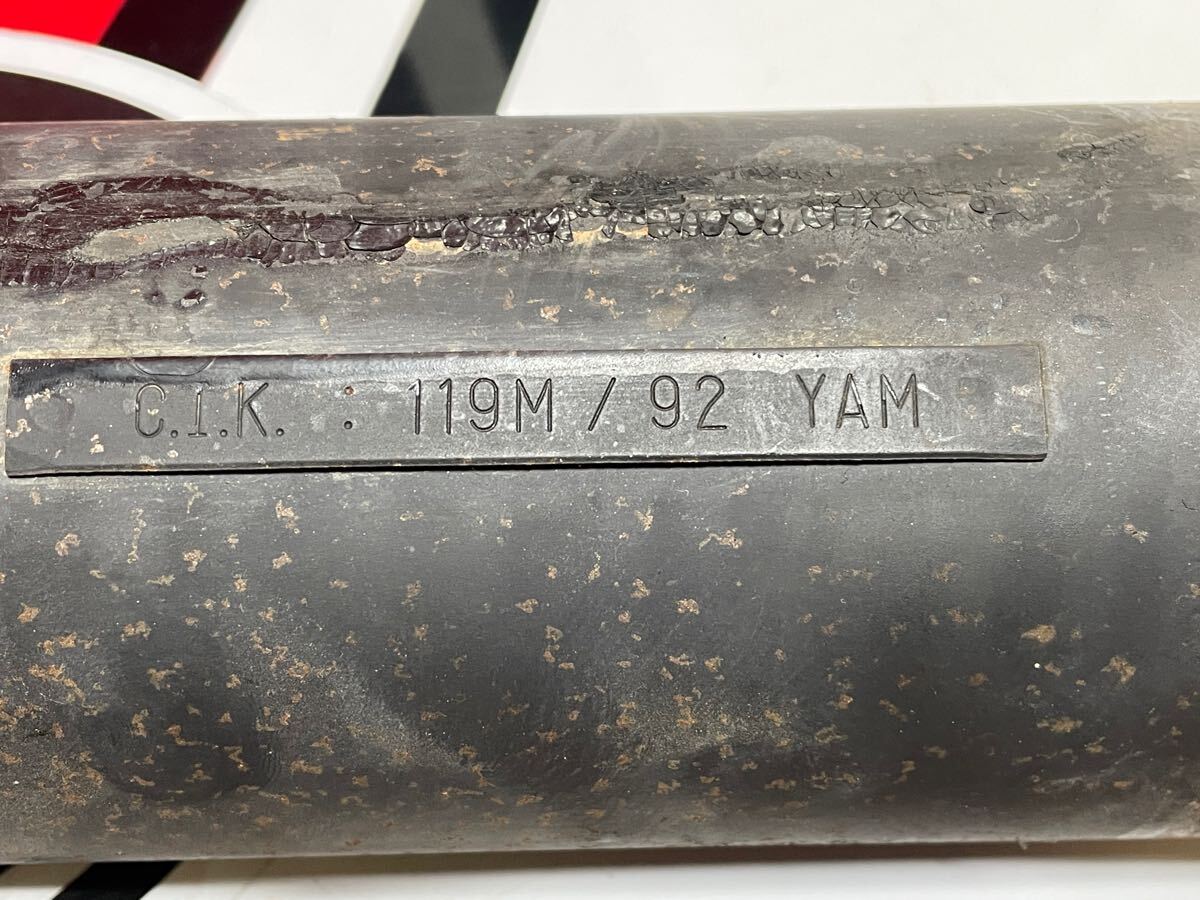 C.I.K. : 119M / 92 YAM